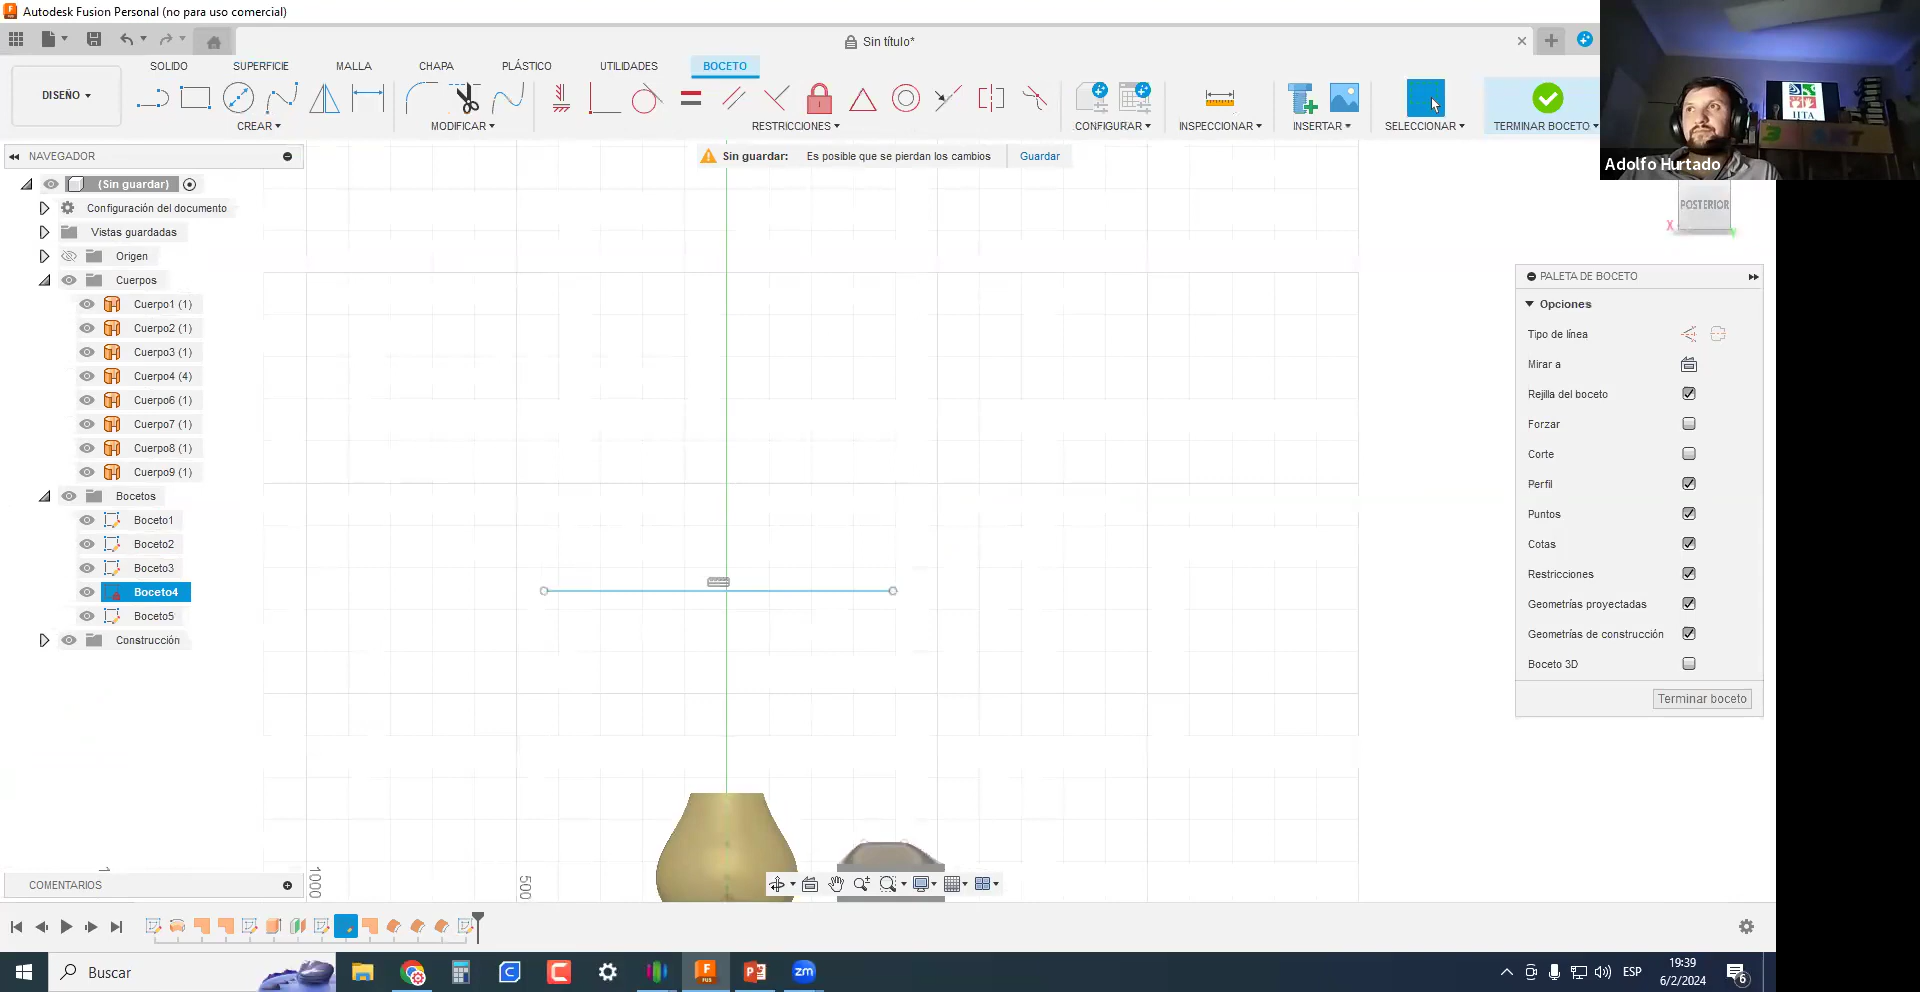 Autodesk Fusion Personal (no para uso comercial)
Sin título*
DISEÑO
SOLIDO
SUPERFICIE
MALLA
CHAPA
PLÁSTICO
UTILIDADES
BOCETO
CREAR
MODIFICAR
RESTRICCIONES
CONFIGURAR
INSPECCIONAR
INSERTAR
SELECCIONAR
TERMINAR BOCETO
IITA
Adolfo Hurtado
NAVEGADOR
Sin guardar:
Es posible que se pierdan los cambios
Guardar
(Sin guardar)
Configuración del documento
Vistas guardadas
Origen
Cuerpos
Cuerpo1 (1)
Cuerpo2 (1)
Cuerpo3 (1)
Cuerpo4 (4)
Cuerpo6 (1)
Cuerpo7 (1)
Cuerpo8 (1)
Cuerpo9 (1)
Bocetos
Boceto1
Boceto2
Boceto3
Boceto4
Boceto5
Construcción
POSTERIOR
X
PALETA DE BOCETO
Opciones
Tipo de línea
Mirar a
Rejilla del boceto
Forzar
Corte
Perfil
Puntos
Cotas
Restricciones
Geometrías proyectadas
Geometrías de construcción
Boceto 3D
Terminar boceto
1000
500
COMENTARIOS
Buscar
FUS
zm
ESP
19:39
6/2/2024
6